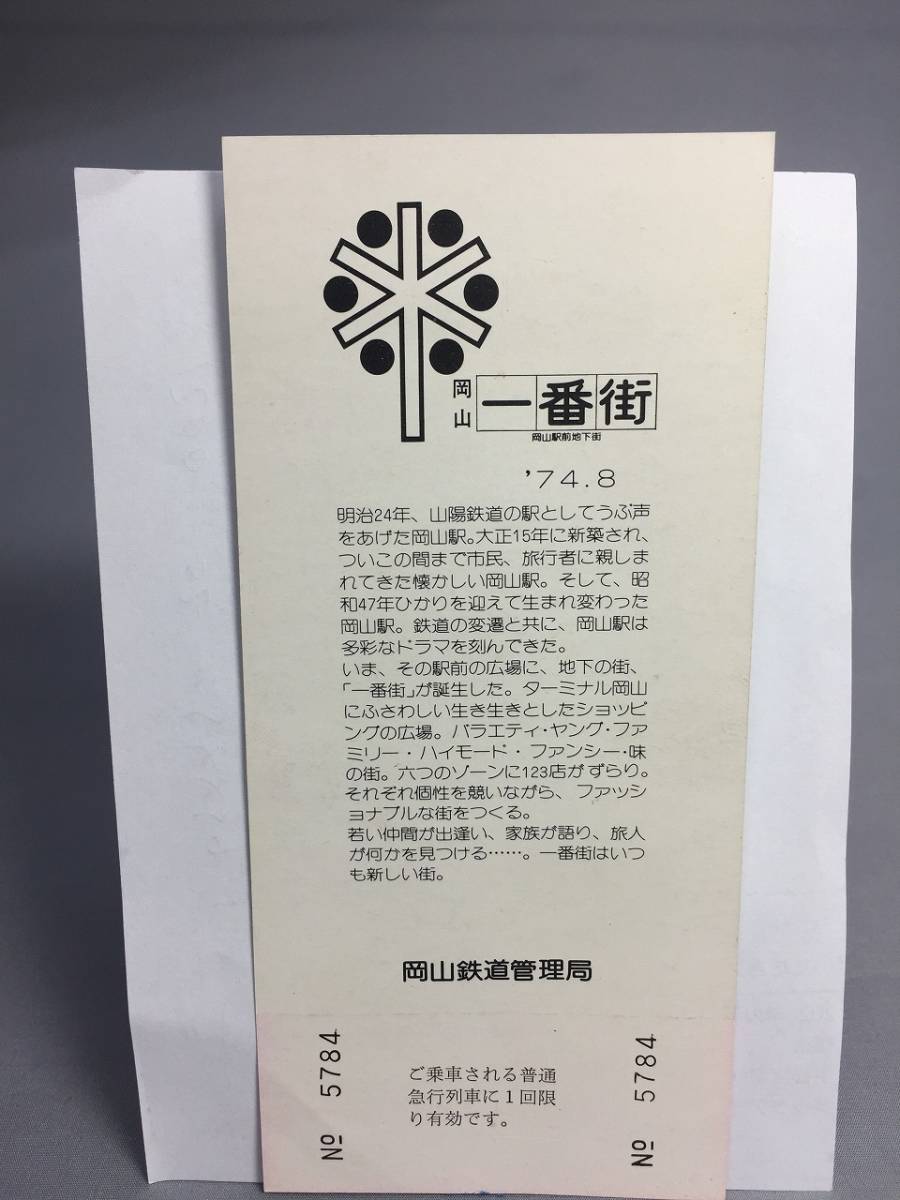 岡山
一番街
岡山駅前地下街
'74.8
明治24年、山陽鉄道の駅としてうぶ声
をあげた岡山駅。大正15年に新築され、
ついこの間まで市民、旅行者に親しま
れてきた懐かしい岡山駅。そして、昭
和47年ひかりを迎えて生まれ変わった
岡山駅。鉄道の変遷と共に、岡山駅は
多彩なドラマを刻んできた。
いま、その駅前の広場に、地下の街、
「一番街」が誕生した。ターミナル岡山
にふさわしい生き生きとしたショッピ
ングの広場。バラエティ・ヤング・ファ
ミリー・ハイモード・ファンシー・味
の街。六つのゾーンに123店がずらり。
それぞれ個性を競いながら、ファッシ
ョナブルな街をつくる。
若い仲間が出逢い、家族が語り、旅人
が何かを見つける……。一番街はいつ
も新しい街。
岡山鉄道管理局
№ 5784
ご乗車される普通
急行列車に1回限
り有効です。
№ 5784